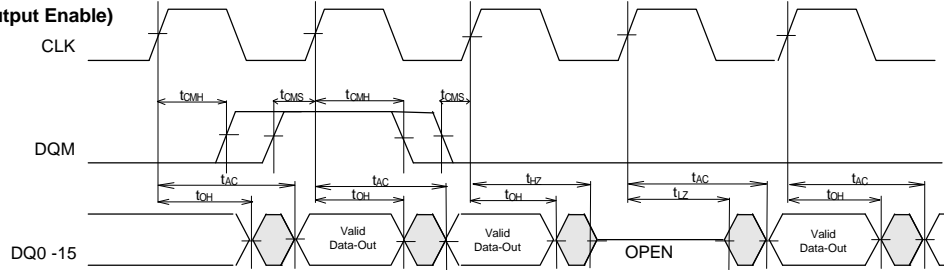 utput Enable)
CLK
tCMH tCMS tCMH tCMS
DQM
tAC tAC tHZ tAC tAC
tOH tOH tOH tLZ tOH
Valid Data-Out Valid Data-Out Valid Data-Out
DQ0 -15
OPEN